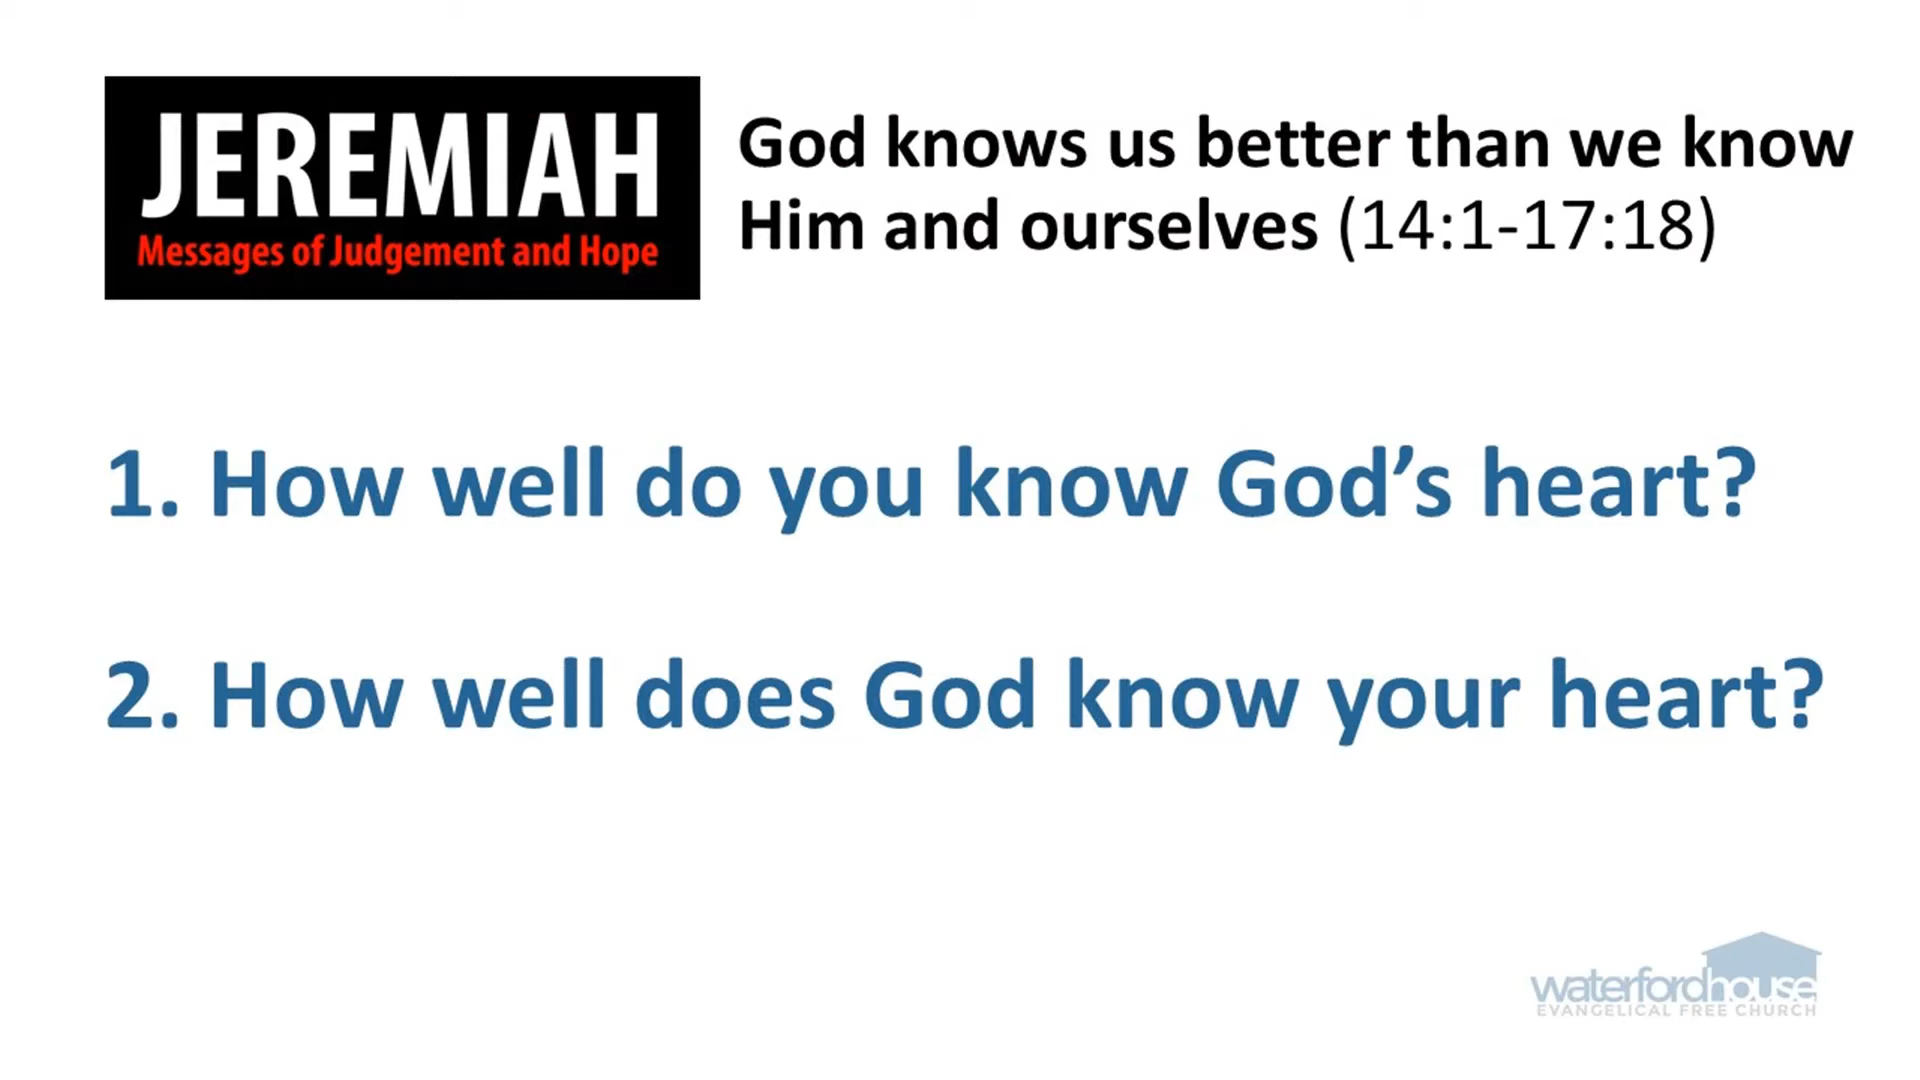 JEREMIAH
Messages of Judgement and Hope
God knows us better than we know
Him and ourselves (14:1-17:18)
1. How well do you know God’s heart?
2. How well does God know your heart?
waterfordhouse
EVANGELICAL FREE CHURCH